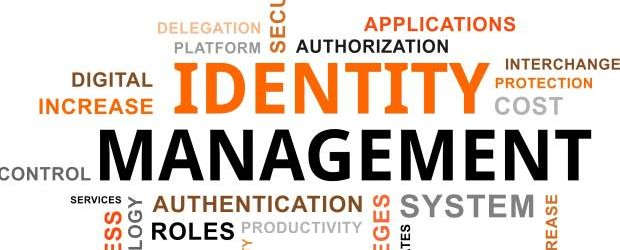 DELEGATION
SECU
APPLICATIONS
PLATFORM
AUTHORIZATION
DIGITAL
IDENTITY
INTERCHANGE
PROTECTION
INCREASE
COST
MANAGEMENT
CONTROL
SERVICES
AUTHENTICATION
SYSTEM
ROLES
PRODUCTIVITY
ESS
LOGY
Y
EGES
ATES
REASE